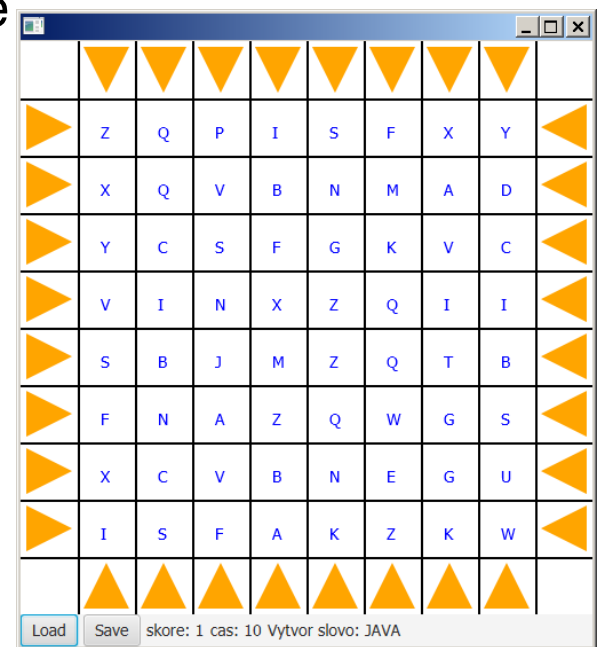 e
Z Q P I S F X Y
X Q V B N M A D
Y C S F G K V C
V I N X Z Q I I
S B J M Z Q T B
F N A Z Q W G S
X C V B N E G U
I S F A K Z K W
Load Save skore: 1 cas: 10 Vytvor slovo: JAVA